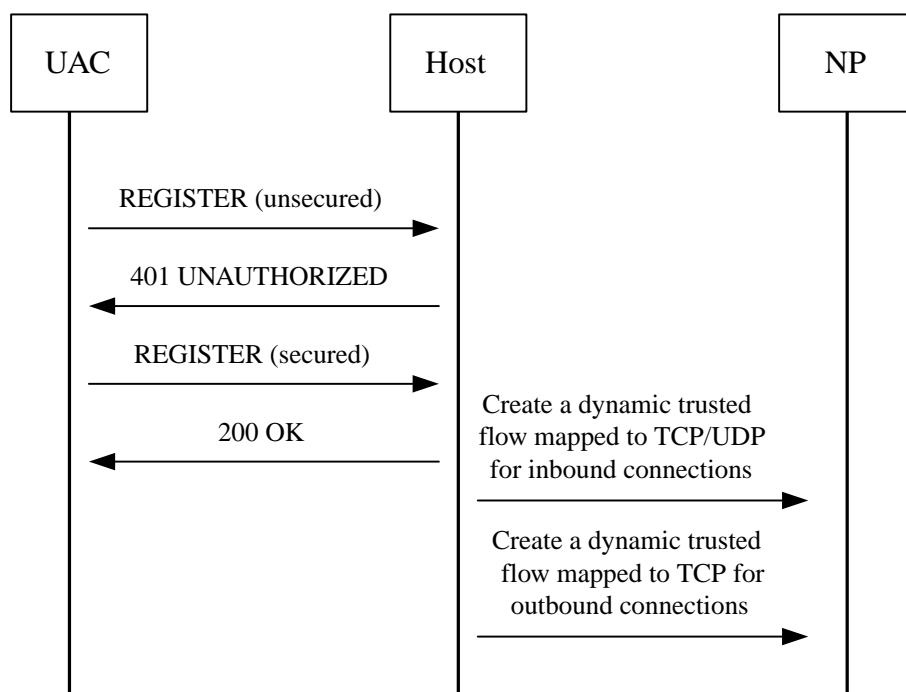 UAC
Host
NP
REGISTER (unsecured)
401 UNAUTHORIZED
REGISTER (secured)
200 OK
Create a dynamic trusted
flow mapped to TCP/UDP
for inbound connections
Create a dynamic trusted
flow mapped to TCP for
outbound connections